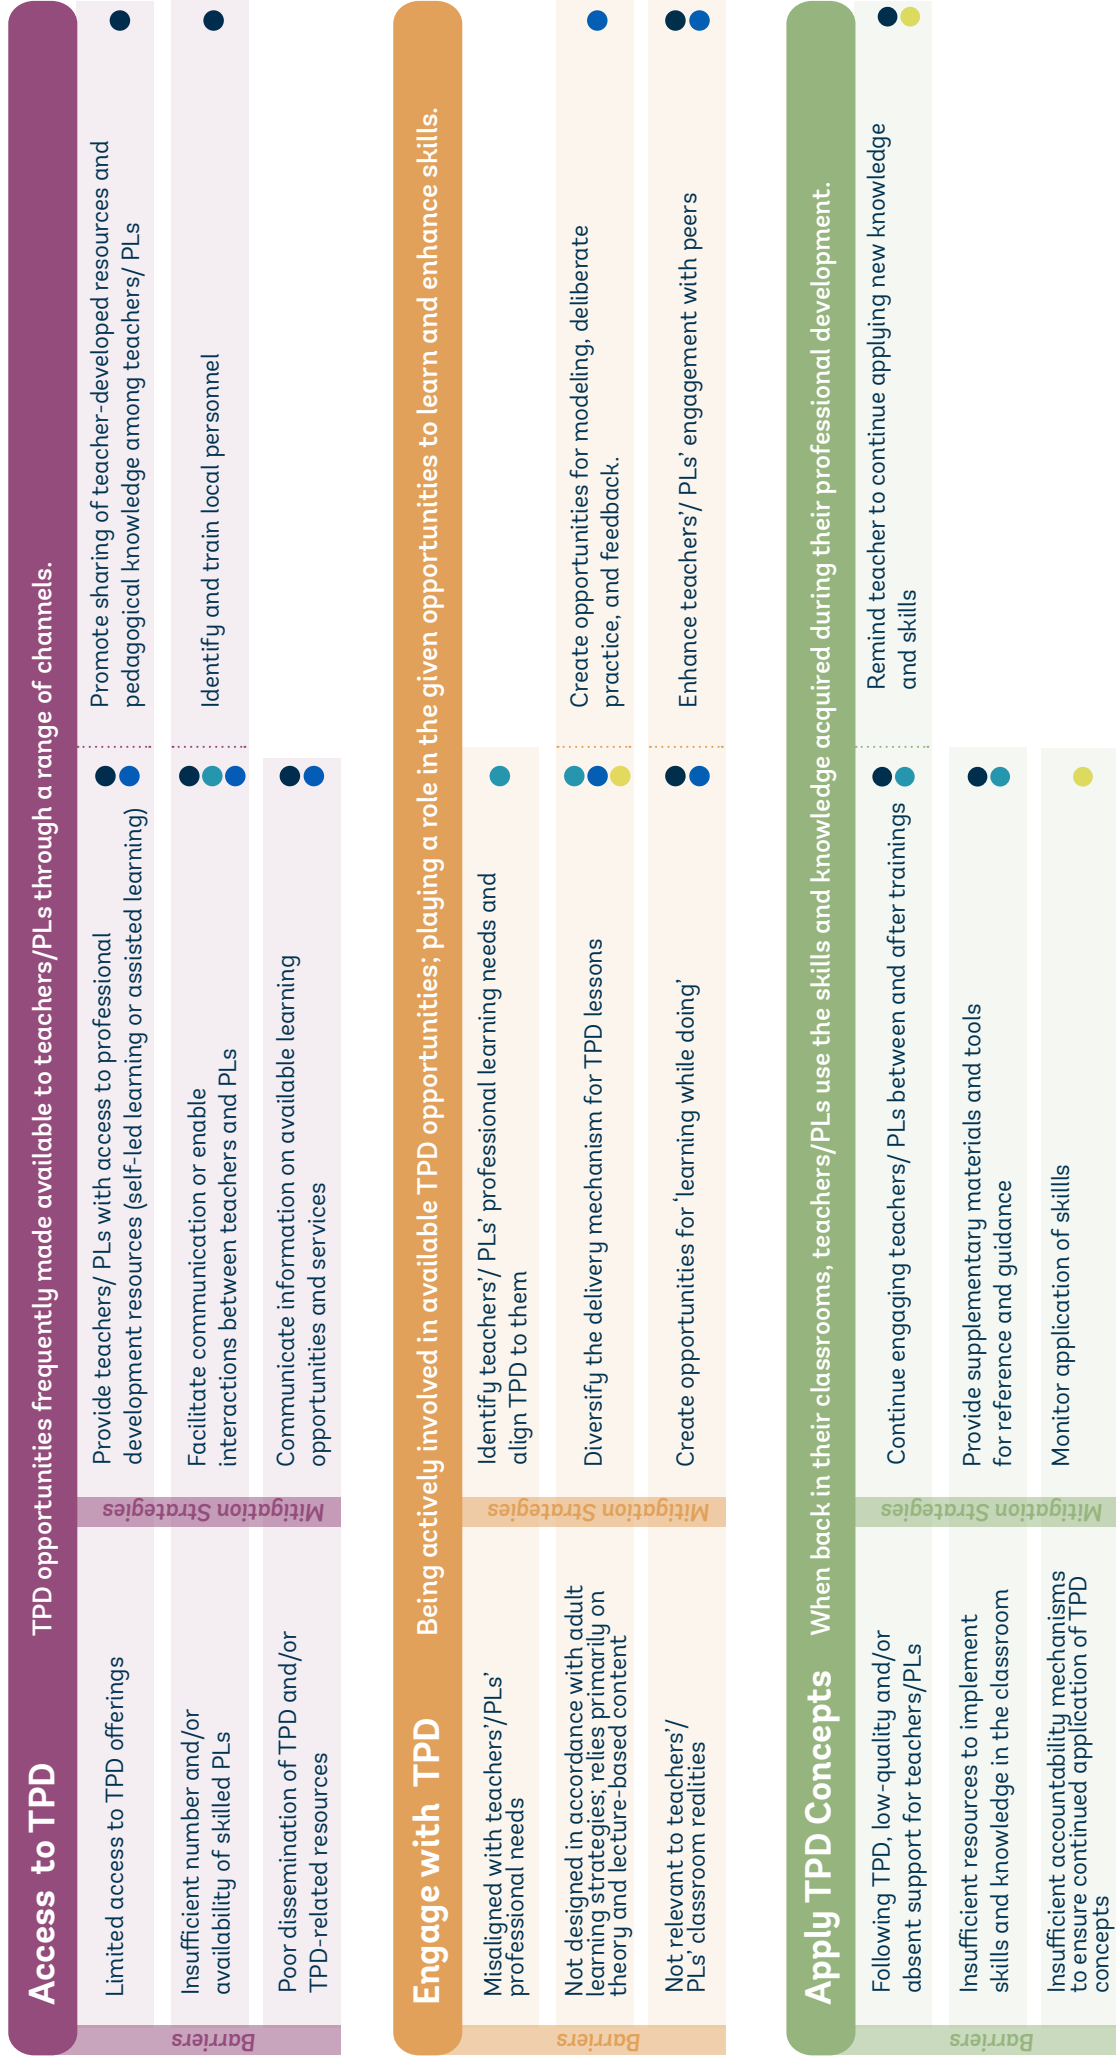 Access to TPD
TPD opportunities frequently made available to teachers/PLs through a range of channels.
Barriers
Mitigation Strategies
Limited access to TPD offerings
Provide teachers/ PLs with access to professional
development resources (self-led learning or assisted learning)
Promote sharing of teacher-developed resources and
pedagogical knowledge among teachers/ PLs
Insufficient number and/or
availability of skilled PLs
Facilitate communication or enable
interactions between teachers and PLs
Identify and train local personnel
Poor dissemination of TPD and/or
TPD-related resources
Communicate information on available learning
opportunities and services
Engage with TPD
Being actively involved in available TPD opportunities; playing a role in the given opportunities to learn and enhance skills.
Barriers
Mitigation Strategies
Misaligned with teachers’/PLs’
professional needs
Identify teachers’/ PLs’ professional learning needs and
align TPD to them
Not designed in accordance with adult
learning strategies; relies primarily on
theory and lecture-based content
Diversify the delivery mechanism for TPD lessons
Create opportunities for modeling, deliberate
practice, and feedback.
Not relevant to teachers’/
PLs’ classroom realities
Create opportunities for ‘learning while doing’
Enhance teachers’/ PLs’ engagement with peers
Apply TPD Concepts
When back in their classrooms, teachers/PLs use the skills and knowledge acquired during their professional development.
Barriers
Mitigation Strategies
Following TPD, low-quality and/or
absent support for teachers/PLs
Continue engaging teachers/ PLs between and after trainings
Remind teacher to continue applying new knowledge
and skills
Insufficient resources to implement
skills and knowledge in the classroom
Provide supplementary materials and tools
for reference and guidance
Insufficient accountability mechanisms
to ensure continued application of TPD
concepts
Monitor application of skills